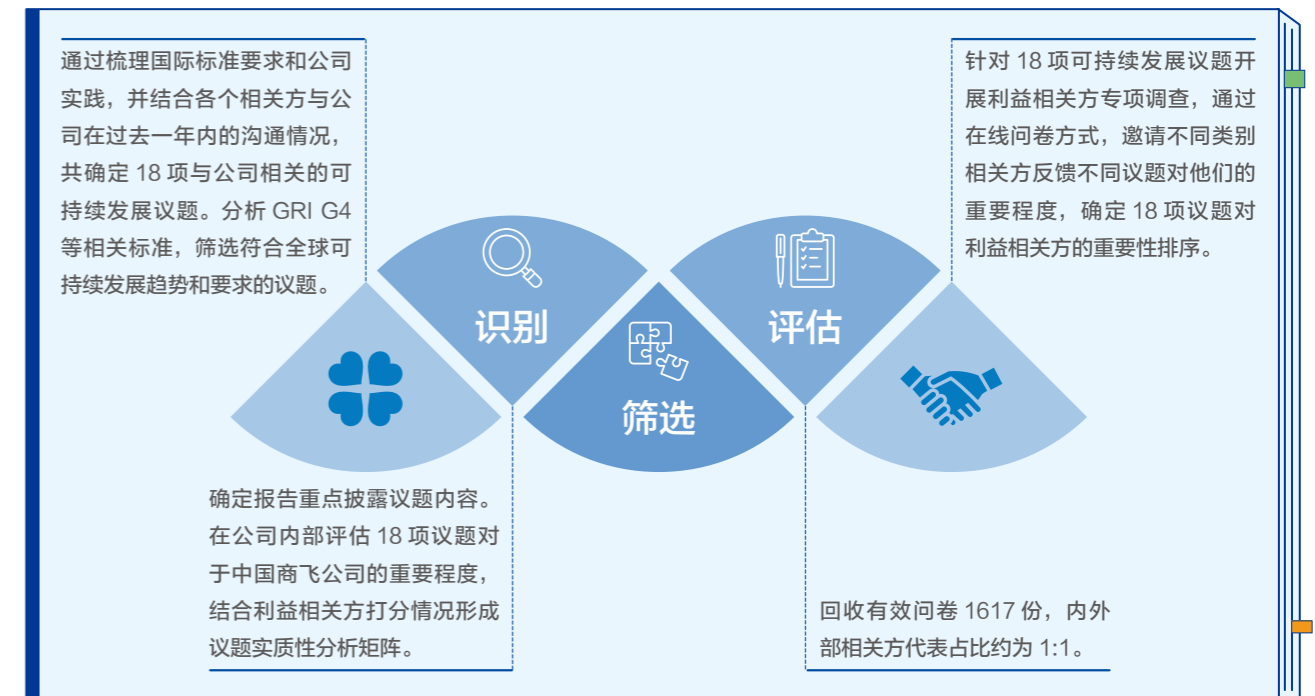 通过梳理国际标准要求和公司
实践，并结合各个相关方与公
司在过去一年内的沟通情况，
共确定 18 项与公司相关的可
持续发展议题。分析 GRI G4
等相关标准，筛选符合全球可
持续发展趋势和要求的议题。
针对 18 项可持续发展议题开
展利益相关方专项调查，通过
在线问卷方式，邀请不同类别
相关方反馈不同议题对他们的
重要程度，确定 18 项议题对
利益相关方的重要性排序。
识别
筛选
评估
确定报告重点披露议题内容。
在公司内部评估 18 项议题对
于中国商飞公司的重要程度，
结合利益相关方打分情况形成
议题实质性分析矩阵。
回收有效问卷 1617 份，内外
部相关方代表占比约为 1:1。